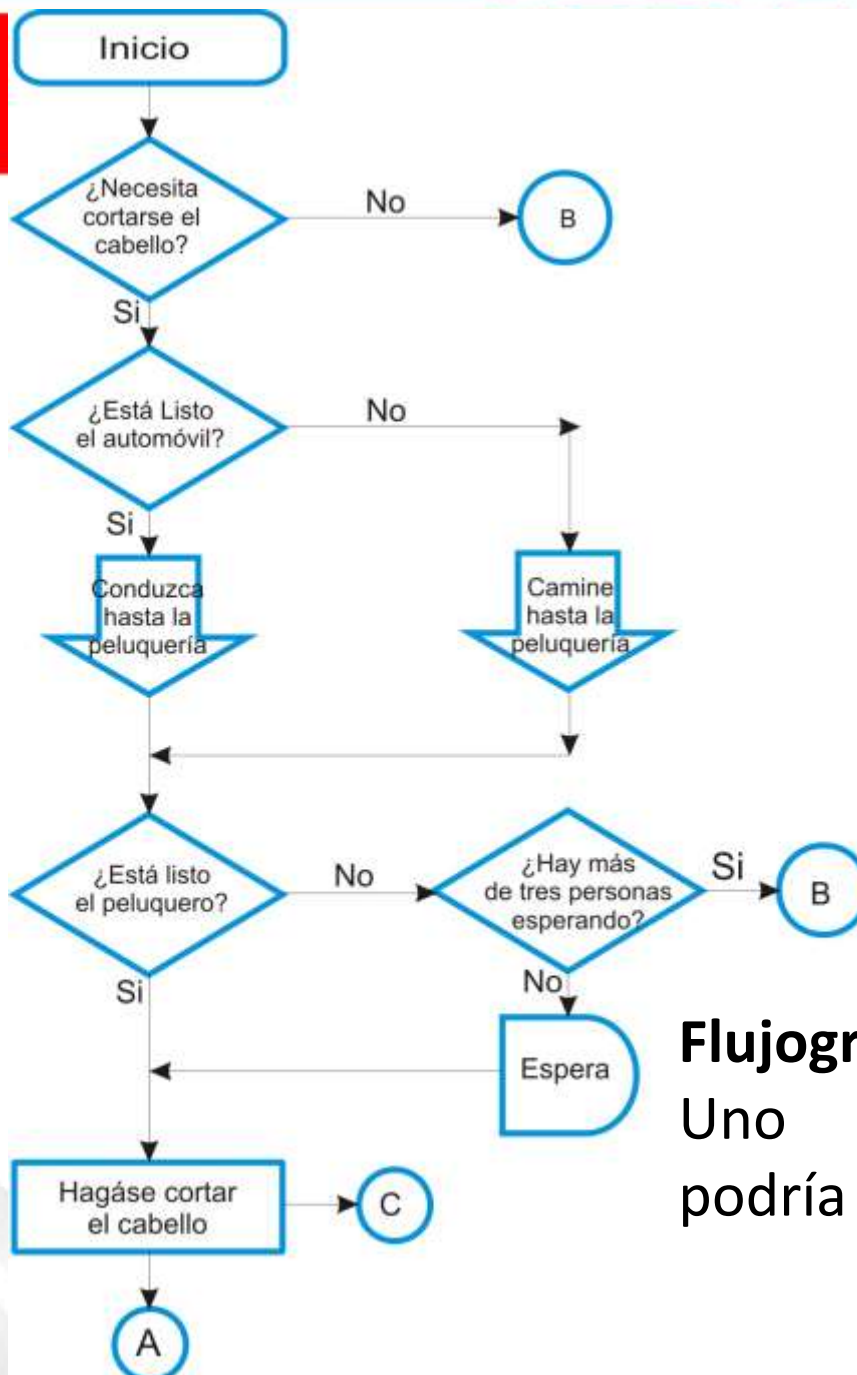 Inicio
¿Necesita
cortarse el
cabello?
No
B
Si
¿Está Listo
el automóvil?
No
Si
Conduzca
hasta la
peluquería
Camine
hasta la
peluquería
¿Está listo
el peluquero?
No
¿Hay más
de tres personas
esperando?
Si
B
Si
No
Espera
Flujogr
Uno
podría
Hagáse cortar
el cabello
C
A